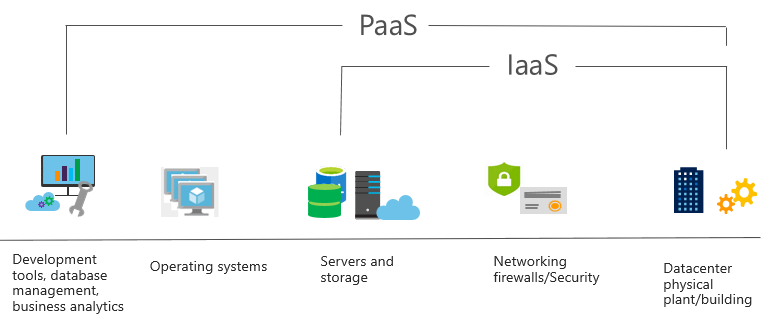 PaaS
IaaS
Development
tools, database
management,
business analytics
Operating systems
Servers and
storage
Networking
firewalls/Security
Datacenter
physical
plant/building